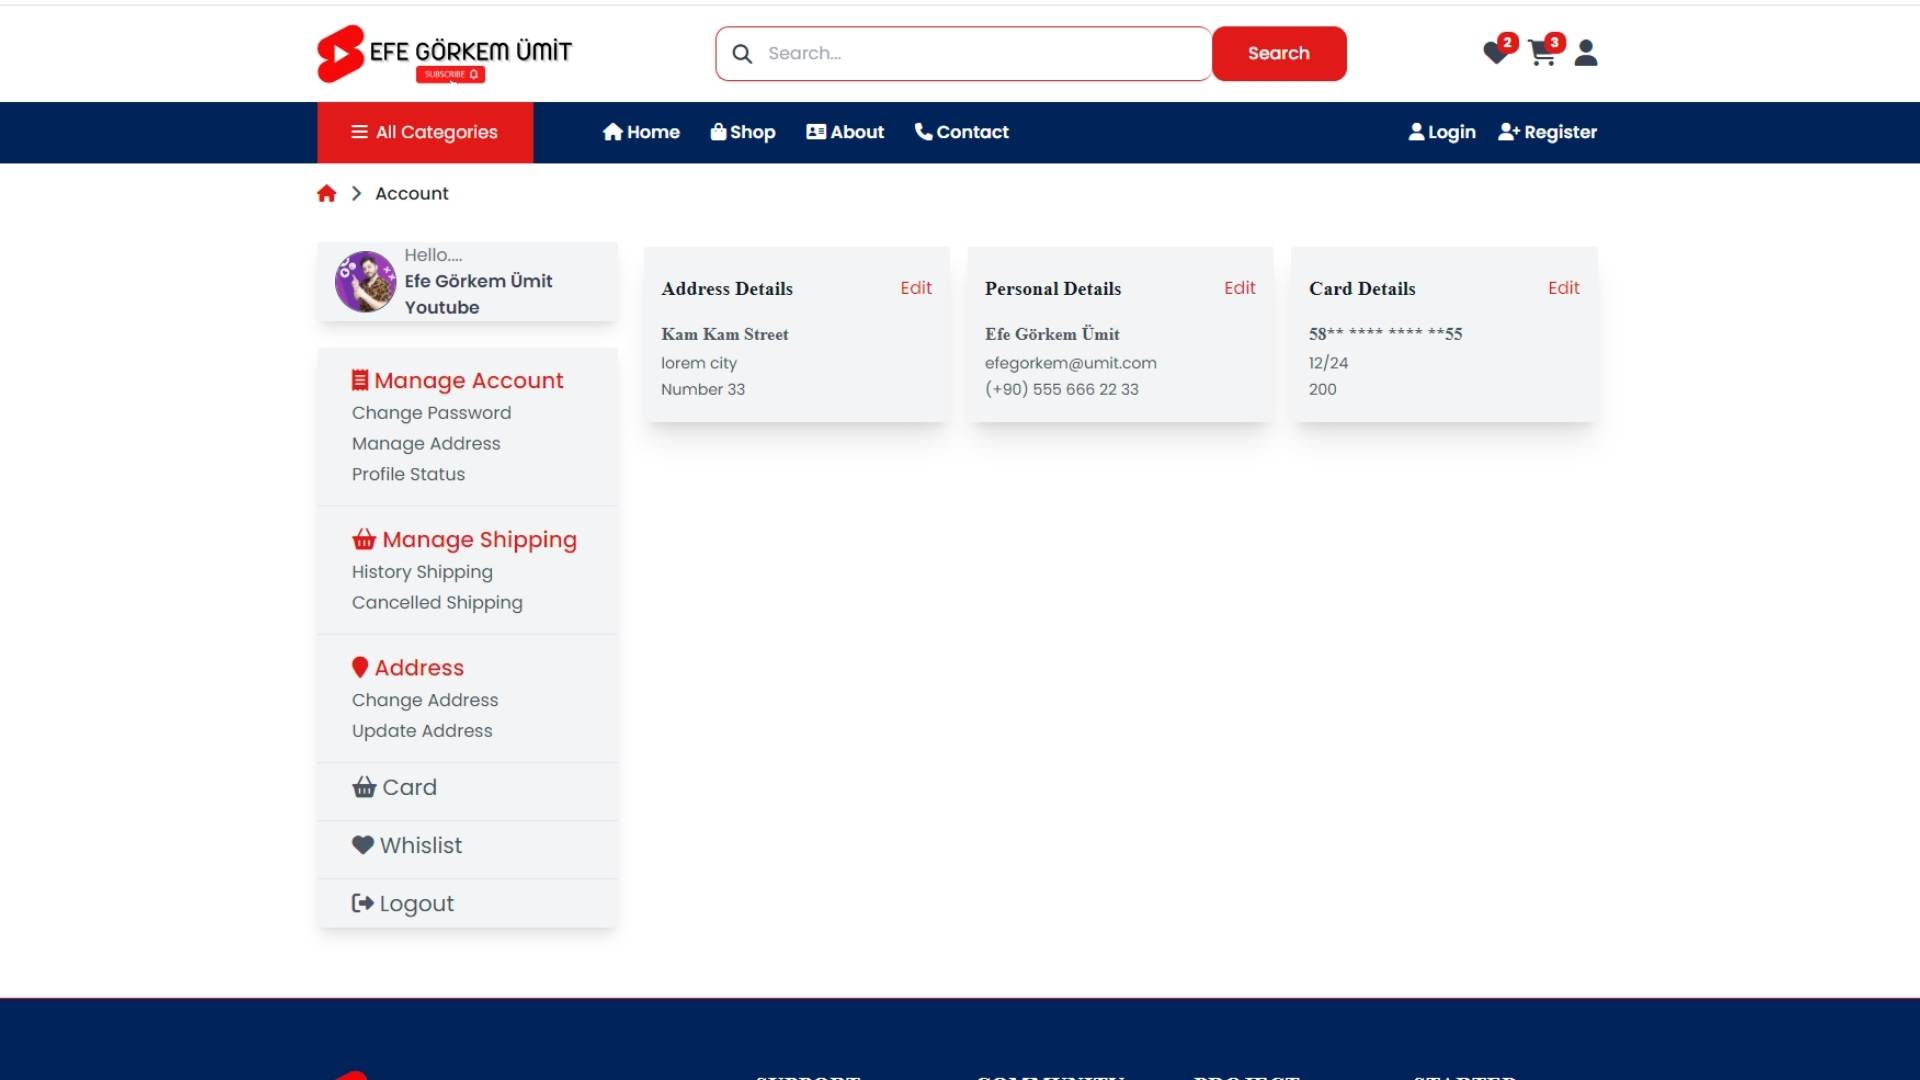 EFE GÖRKEM ÜMİT
SUBSCRIBE
Search...
Search
2
3
All Categories
Home
Shop
About
Contact
Login
Register
Account
Hello....
Efe Görkem Ümit
Youtube
Manage Account
Change Password
Manage Address
Profile Status
Manage Shipping
History Shipping
Cancelled Shipping
Address
Change Address
Update Address
Card
Whislist
Logout
Address Details
Edit
Kam Kam Street
lorem city
Number 33
Personal Details
Edit
Efe Görkem Ümit
efegorkem@umit.com
(+90) 555 666 22 33
Card Details
Edit
58** **** **** **55
12/24
200
SUPPORT
COMMUNITY
PROJECT
STARTED